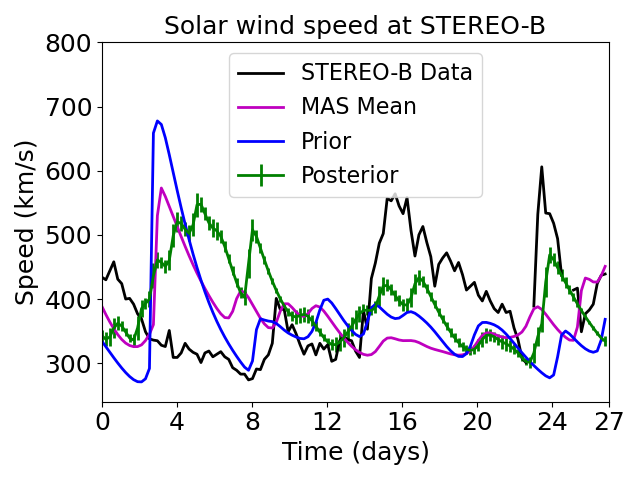 Solar wind speed at STEREO-B
800
700
600
500
400
300
Speed (km/s)
STEREO-B Data
MAS Mean
Prior
Posterior
0 4 8 12 16 20 24 27
Time (days)